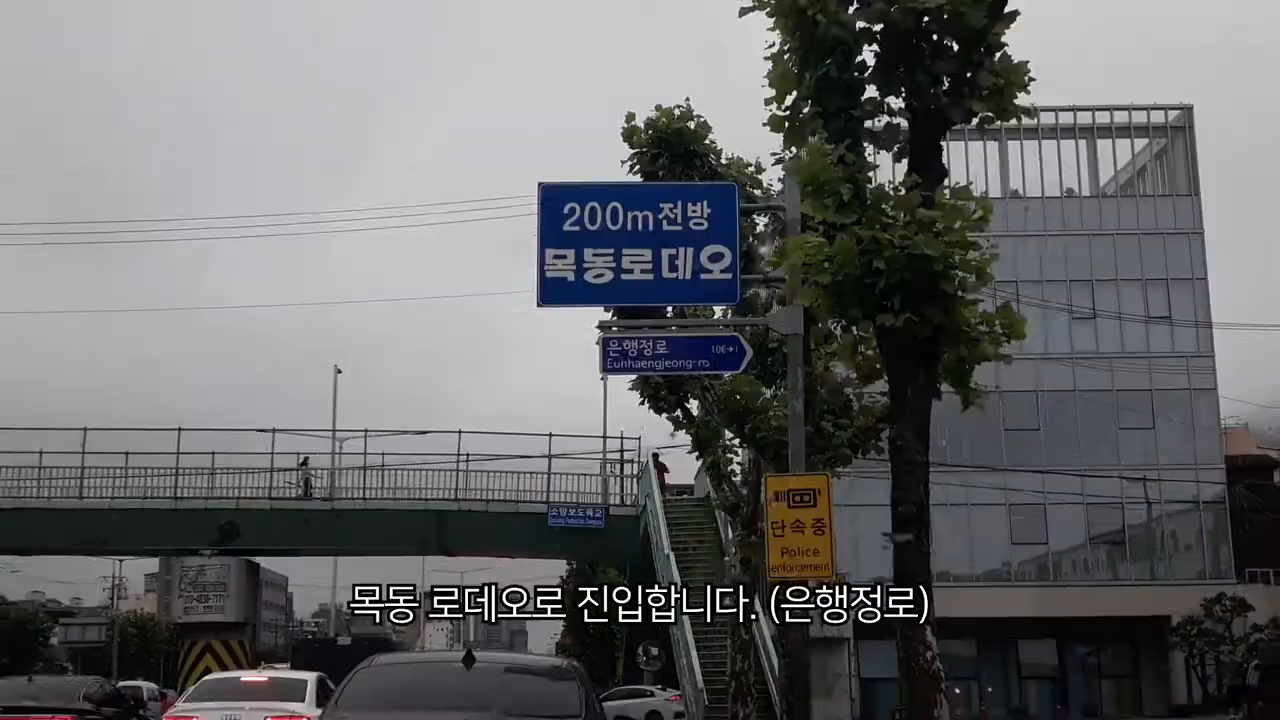 200m전방
목동로데오
은행정로
106→1
Eunhaengjeong-ro
소망보도육교
단속중
Police
enforcement
목동 로데오로 진입합니다. (은행정로)